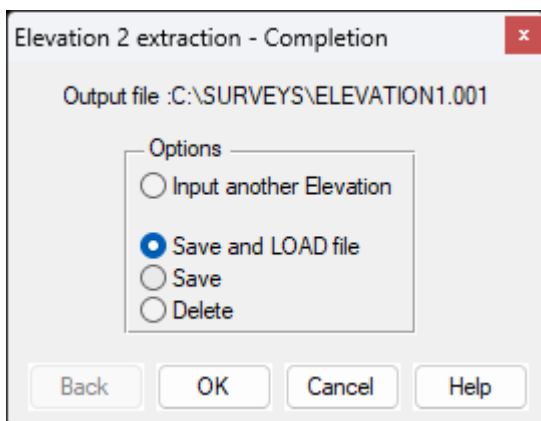 Elevation 2 extraction - Completion
x
Output file :C:\SURVEYS\ELEVATION1.001
Options
Input another Elevation
Save and LOAD file
Save
Delete
Back OK Cancel Help